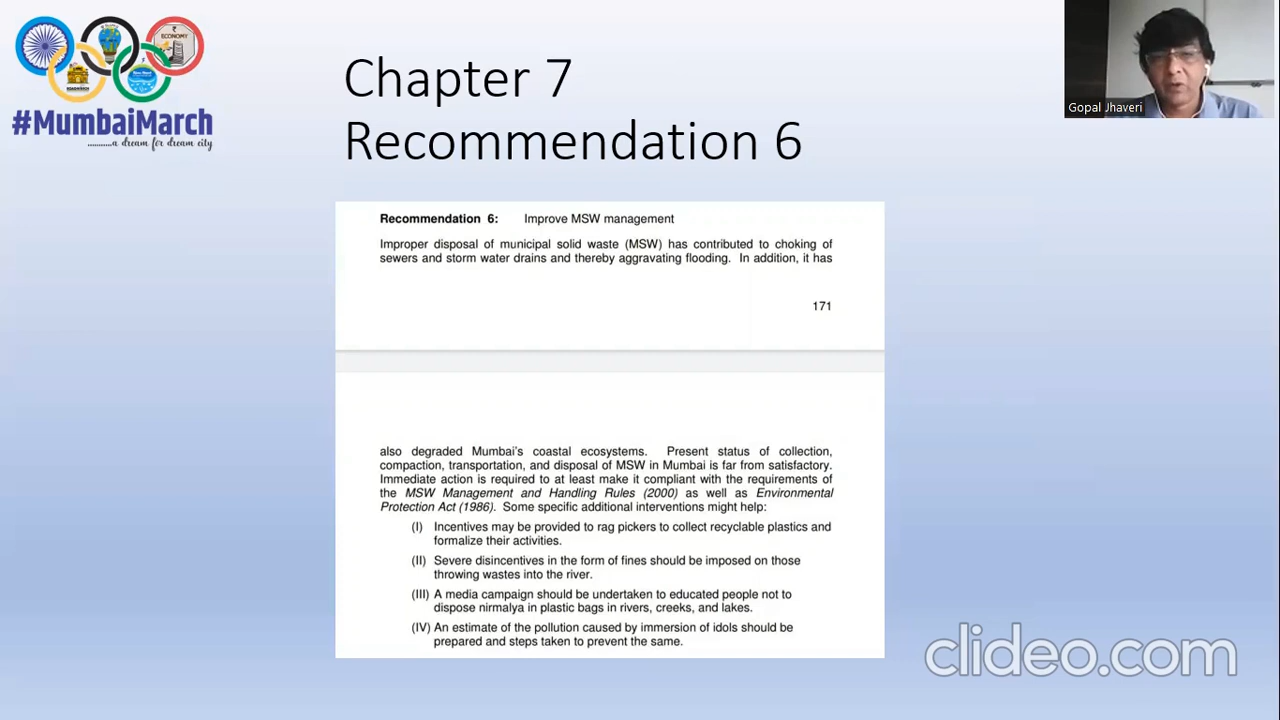 ECONOMY
#MumbaiMarch
...........a dream for dream city
Chapter 7
Recommendation 6
Gopal Jhaveri
Recommendation 6: Improve MSW management
Improper disposal of municipal solid waste (MSW) has contributed to choking of
sewers and storm water drains and thereby aggravating flooding. In addition, it has
171
also degraded Mumbai's coastal ecosystems. Present status of collection,
compaction, transportation, and disposal of MSW in Mumbai is far from satisfactory.
Immediate action is required to at least make it compliant with the requirements of
the MSW Management and Handling Rules (2000) as well as Environmental
Protection Act (1986). Some specific additional interventions might help:
(I) Incentives may be provided to rag pickers to collect recyclable plastics and
formalize their activities.
(II) Severe disincentives in the form of fines should be imposed on those
throwing wastes into the river.
(III) A media campaign should be undertaken to educated people not to
dispose nirmalya in plastic bags in rivers, creeks, and lakes.
(IV) An estimate of the pollution caused by immersion of idols should be
prepared and steps taken to prevent the same.
clideo.com